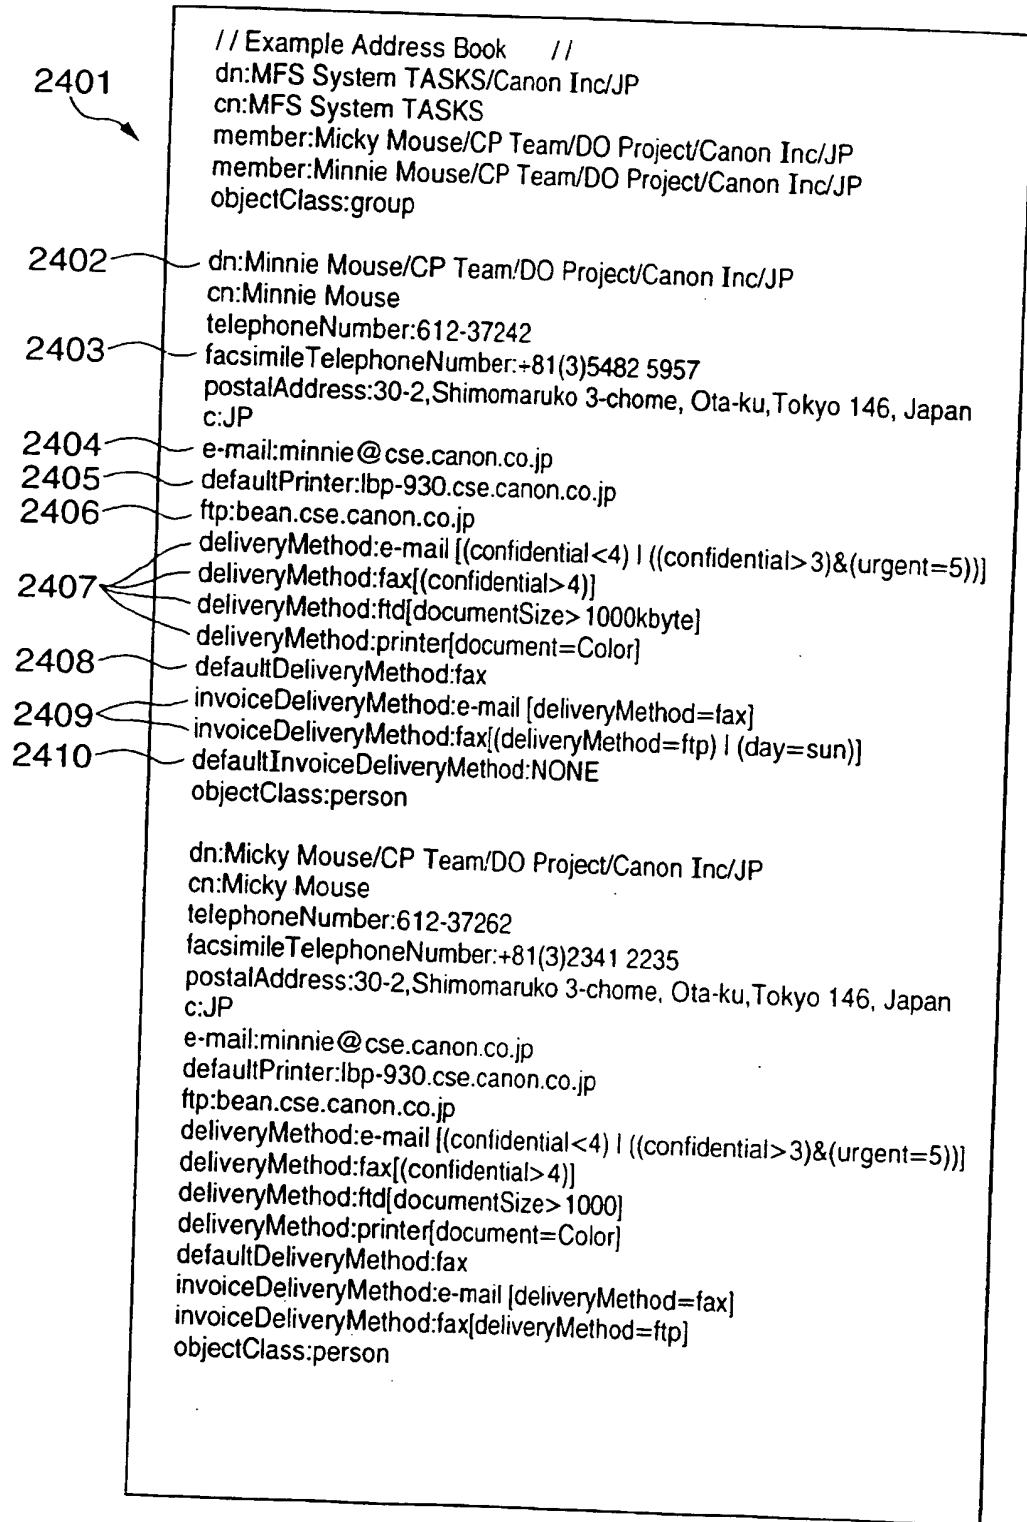 //Example Address Book //
2401
dn:MFS System TASKS/Canon Inc/JP
cn:MFS System TASKS
member:Micky Mouse/CP Team/DO Project/Canon Inc/JP
member:Minnie Mouse/CP Team/DO Project/Canon Inc/JP
objectClass:group
2402 dn:Minnie Mouse/CP Team/DO Project/Canon Inc/JP
cn:Minnie Mouse
telephoneNumber:612-37242
2403 facsimileTelephoneNumber:+81(3)5482 5957
postalAddress:30-2,Shimomaruko 3-chome, Ota-ku,Tokyo 146, Japan
c:JP
2404 e-mail:minnie@cse.canon.co.jp
2405 defaultPrinter:lbp-930.cse.canon.co.jp
2406 ftp:bean.cse.canon.co.jp
deliveryMethod:e-mail [(confidential<4) | ((confidential>3)&(urgent=5))]
2407 deliveryMethod:fax[(confidential>4)]
deliveryMethod:ftd[documentSize>1000kbyte]
deliveryMethod:printer[document=Color]
2408 defaultDeliveryMethod:fax
2409 invoiceDeliveryMethod:e-mail [deliveryMethod=fax]
invoiceDeliveryMethod:fax[(deliveryMethod=ftp) | (day=sun)]
2410 defaultInvoiceDeliveryMethod:NONE
objectClass:person
dn:Micky Mouse/CP Team/DO Project/Canon Inc/JP
cn:Micky Mouse
telephoneNumber:612-37262
facsimileTelephoneNumber:+81(3)2341 2235
postalAddress:30-2,Shimomaruko 3-chome, Ota-ku,Tokyo 146, Japan
c:JP
e-mail:minnie@cse.canon.co.jp
defaultPrinter:lbp-930.cse.canon.co.jp
ftp:bean.cse.canon.co.jp
deliveryMethod:e-mail [(confidential<4) | ((confidential>3)&(urgent=5))]
deliveryMethod:fax[(confidential>4)]
deliveryMethod:ftd[documentSize>1000]
deliveryMethod:printer[document=Color]
defaultDeliveryMethod:fax
invoiceDeliveryMethod:e-mail [deliveryMethod=fax]
invoiceDeliveryMethod:fax[deliveryMethod=ftp]
objectClass:person